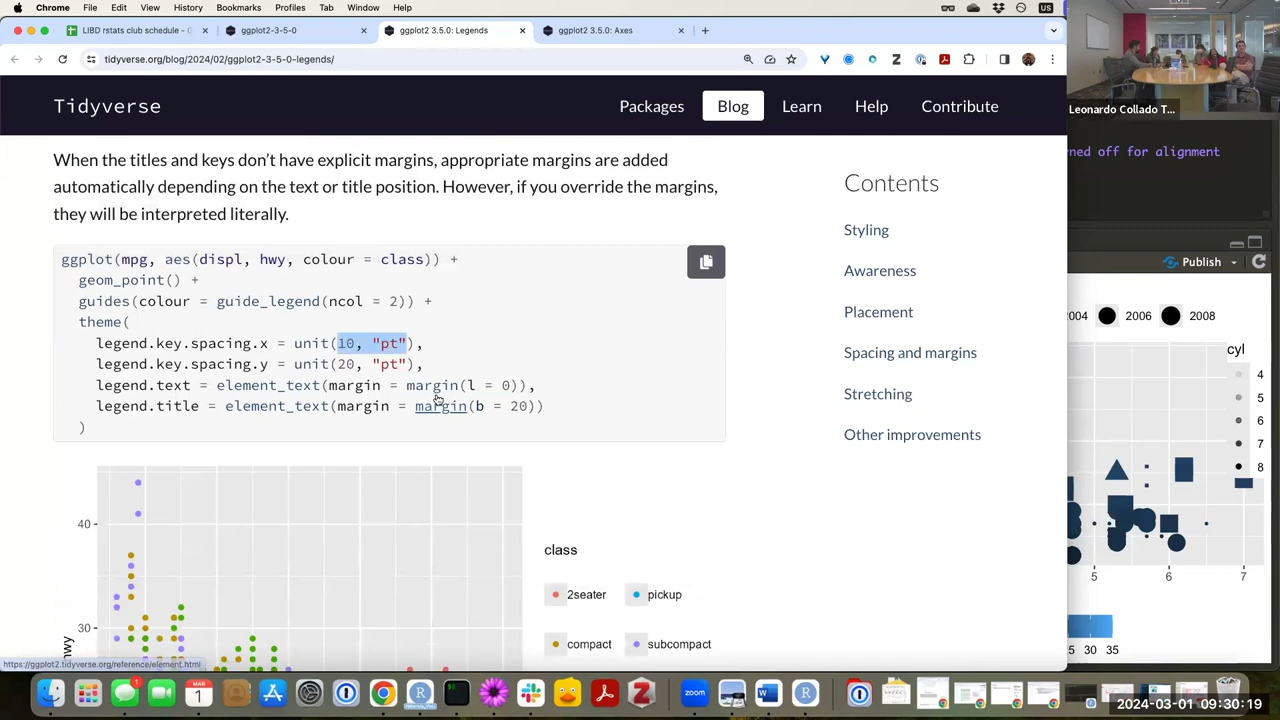 Chrome File Edit View History Bookmarks Profiles Tab Window Help
US
LIBD rstats club schedule - G
ggplot2-3-5-0
ggplot2 3.5.0: Legends
ggplot2 3.5.0: Axes
tidyverse.org/blog/2024/02/ggplot2-3-5-0-legends/
Tidyverse
Packages Blog Learn Help Contribute
Leonardo Collado T...
When the titles and keys don't have explicit margins, appropriate margins are added
automatically depending on the text or title position. However, if you override the margins,
they will be interpreted literally.
ggplot(mpg, aes(displ, hwy, colour = class)) +
geom_point() +
guides(colour = guide_legend(ncol = 2)) +
theme(
legend.key.spacing.x = unit(10, "pt"),
legend.key.spacing.y = unit(20, "pt"),
legend.text = element_text(margin = margin(l = 0)),
legend.title = element_text(margin = margin(b = 20))
)
Contents
Styling
Awareness
Placement
Spacing and margins
Stretching
Other improvements
40
30
hwy
class
2seater pickup
compact subcompact
https://ggplot2.tidyverse.org/reference/element.html
ned off for alignment
Publish
2004 2006 2008
cyl
4
5
6
7
8
5 6 7
5 30 35
MAR
1
1
zoom
2024-03-01 09:30:19